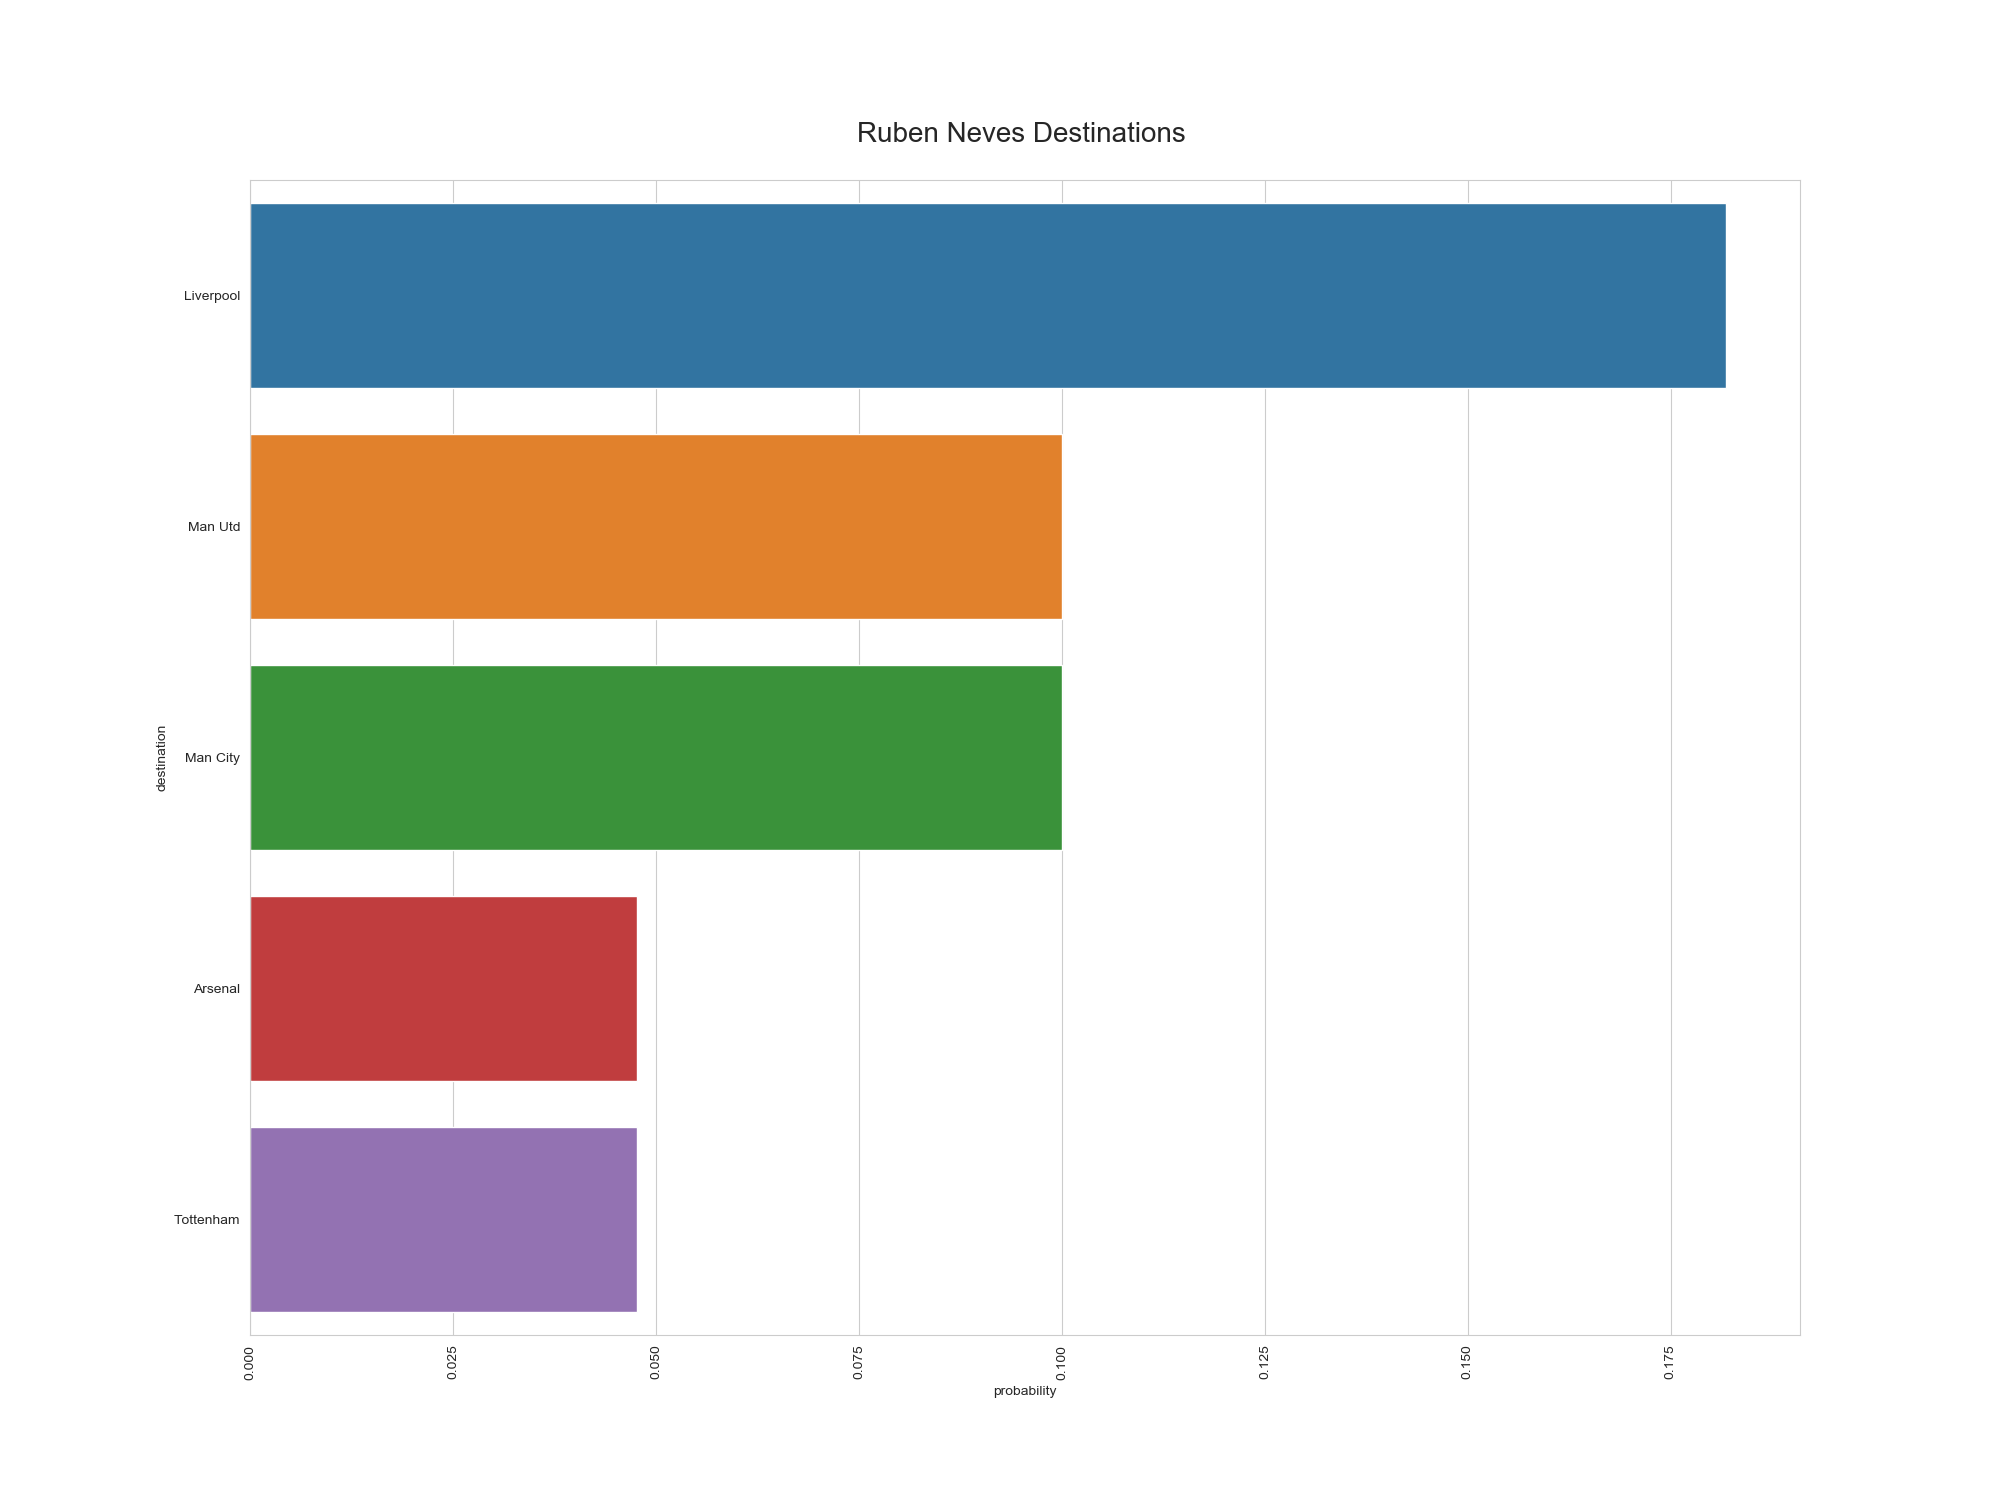 Ruben Neves Destinations
Liverpool
Man Utd
Man City
Arsenal
Tottenham
destination
0.000
0.025
0.050
0.075
0.100
0.125
0.150
0.175
probability